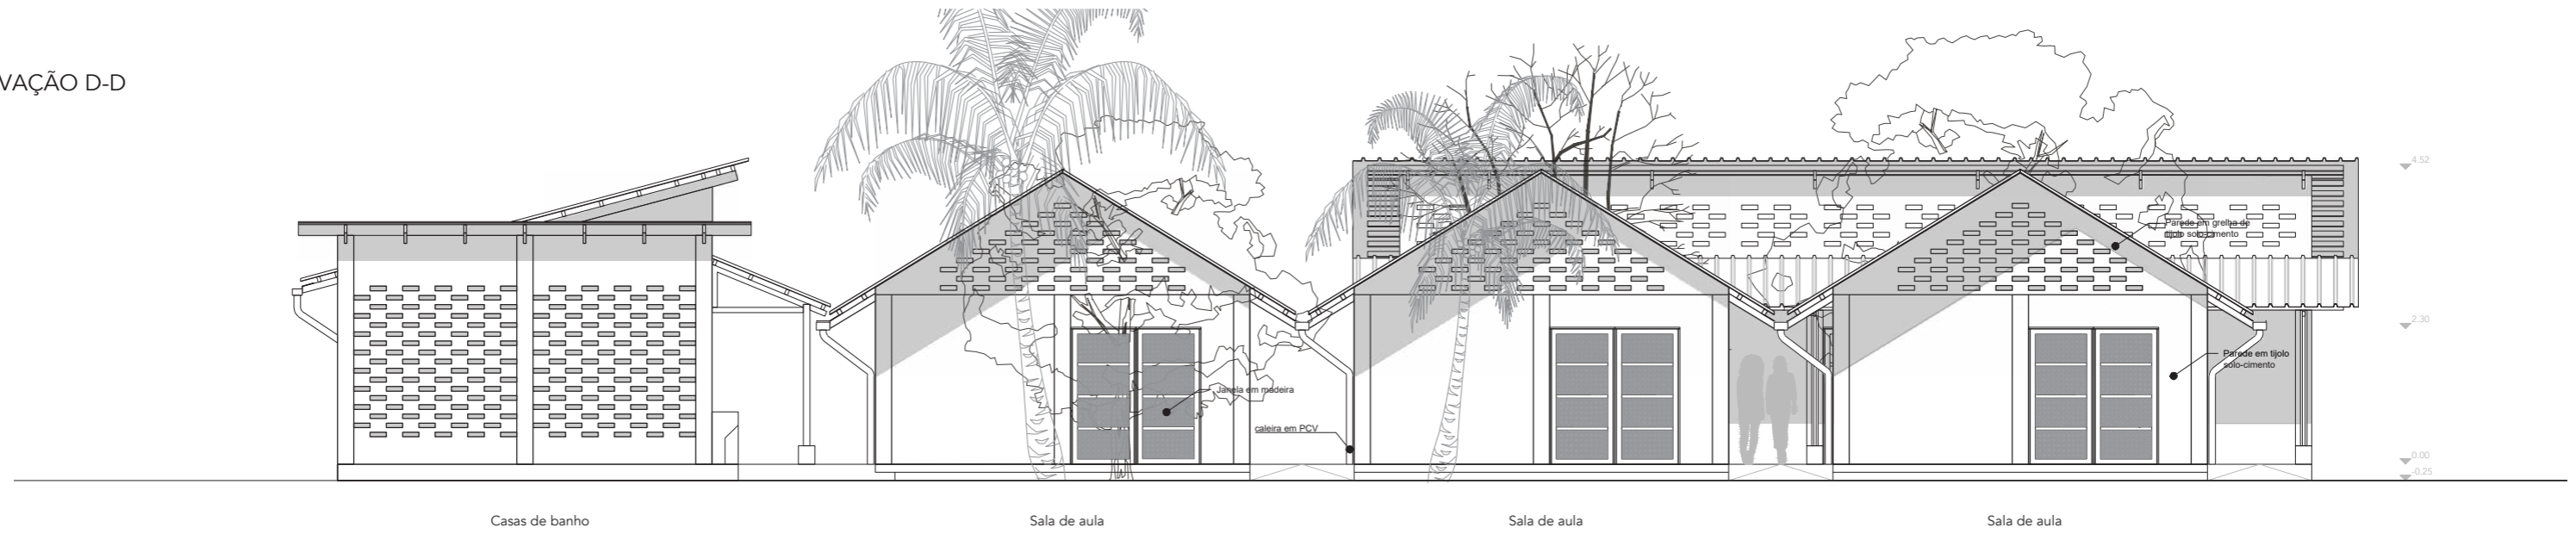 VAÇÃO D-D
4.52
Parede em grelha de
tijolo solo-cimento
2.30
Parede em tijolo
solo-cimento
Janela em madeira
caleira em PCV
0.00
-0.25
Casas de banho
Sala de aula
Sala de aula
Sala de aula